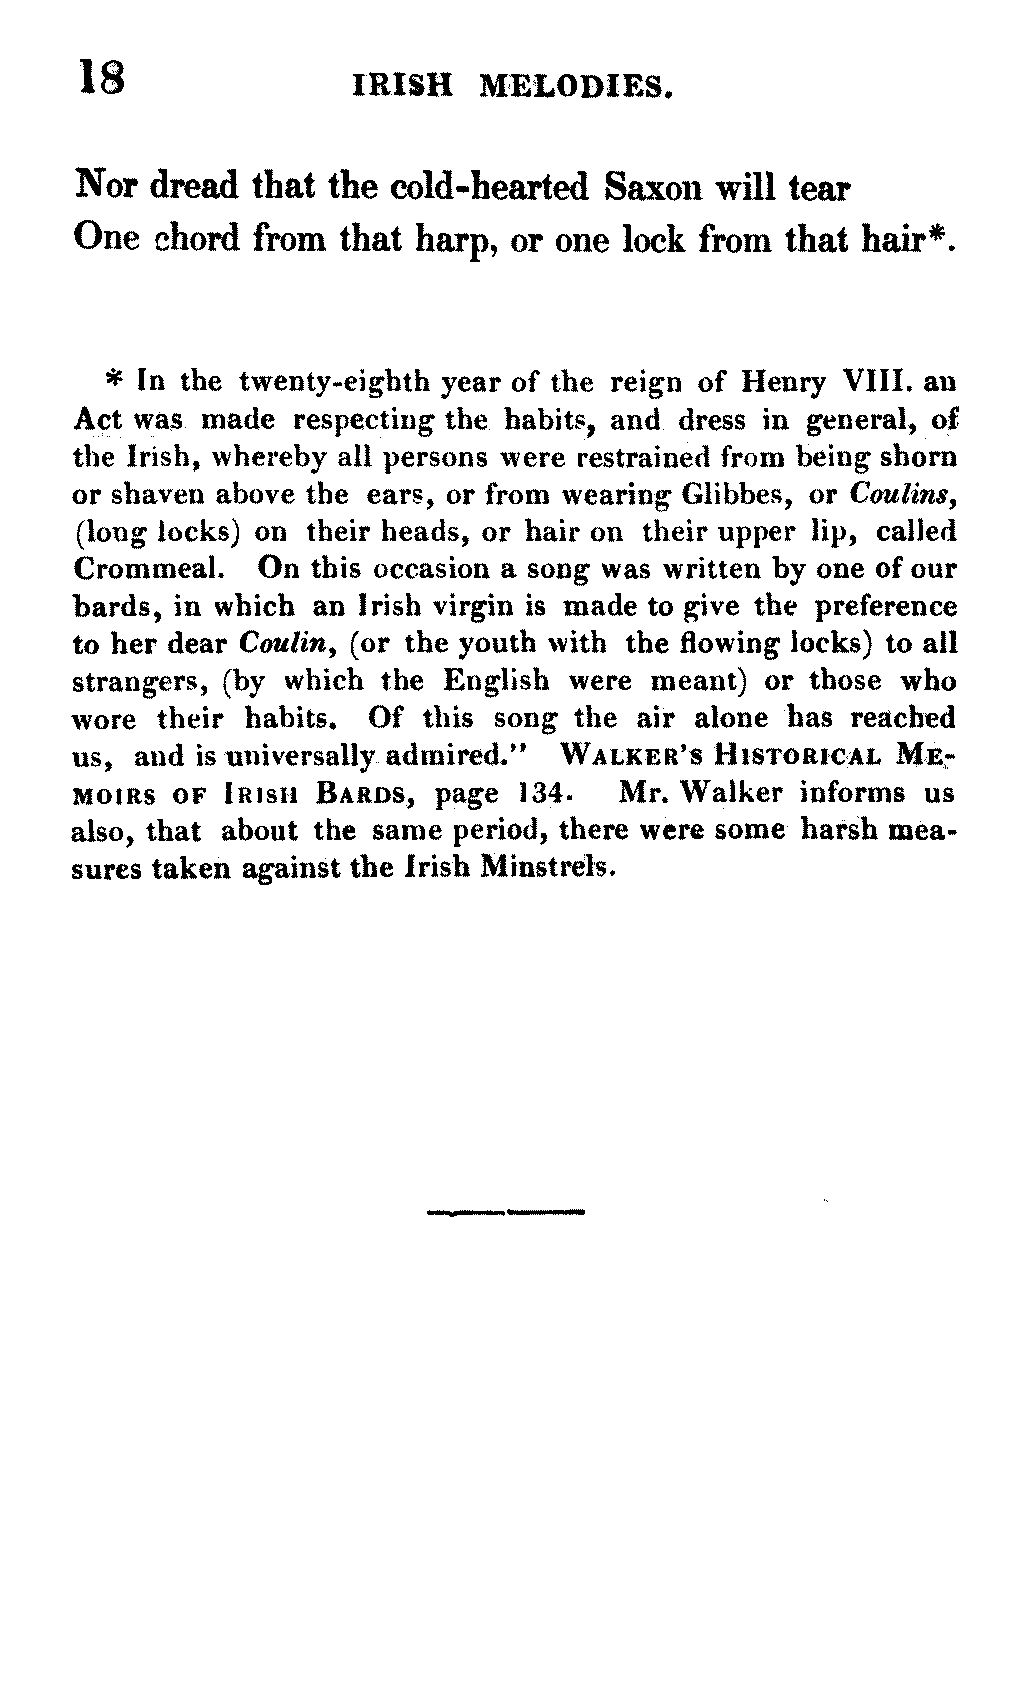 18 IRISH MELODIES.
Nor dread that the cold-hearted Saxon will tear
One chord from that harp, or one lock from that hair*.
* In the twenty-eighth year of the reign of Henry VIII. an
Act was made respecting the habits, and dress in general, of
the Irish, whereby all persons were restrained from being shorn
or shaven above the ears, or from wearing Glibbes, or Coulins,
(long locks) on their heads, or hair on their upper lip, called
Crommeal. On this occasion a song was written by one of our
bards, in which an Irish virgin is made to give the preference
to her dear Coulin, (or the youth with the flowing locks) to all
strangers, (by which the English were meant) or those who
wore their habits. Of this song the air alone has reached
us, and is universally admired." WALKER'S HISTORICAL ME-
MOIRS OF IRISH BARDS, page 134. Mr. Walker informs us
also, that about the same period, there were some harsh mea-
sures taken against the Irish Minstrels.